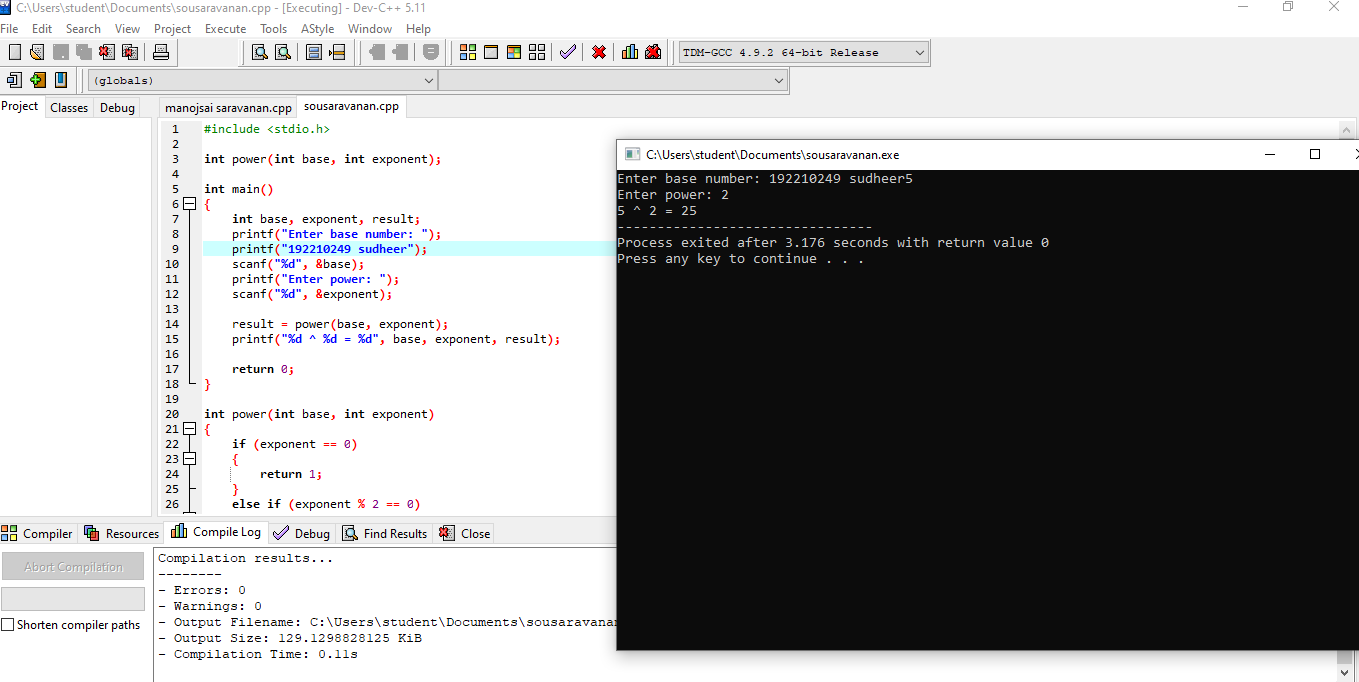 C:\Users\student\Documents\sousaravanan.cpp - [Executing] - Dev-C++ 5.11
File Edit Search View Project Execute Tools AStyle Window Help
TDM-GCC 4.9.2 64-bit Release
(globals)
Project Classes Debug
manojsai saravanan.cpp sousaravanan.cpp
1 #include <stdio.h>
2
3 int power(int base, int exponent);
4
5 int main()
6 {
7 int base, exponent, result;
8 printf("Enter base number: ");
9 printf("192210249 sudheer");
10 scanf("%d", &base);
11 printf("Enter power: ");
12 scanf("%d", &exponent);
13
14 result = power(base, exponent);
15 printf("%d ^ %d = %d", base, exponent, result);
16
17 return 0;
18 }
19
20 int power(int base, int exponent)
21 {
22 if (exponent == 0)
23 {
24 return 1;
25 }
26 else if (exponent % 2 == 0)
C:\Users\student\Documents\sousaravanan.exe
Enter base number: 192210249 sudheer5
Enter power: 2
5 ^ 2 = 25
--------------------------------
Process exited after 3.176 seconds with return value 0
Press any key to continue . . .
Compiler Resources Compile Log Debug Find Results Close
Abort Compilation
Shorten compiler paths
Compilation results...
--------
- Errors: 0
- Warnings: 0
- Output Filename: C:\Users\student\Documents\sousaravanan
- Output Size: 129.1298828125 KiB
- Compilation Time: 0.11s